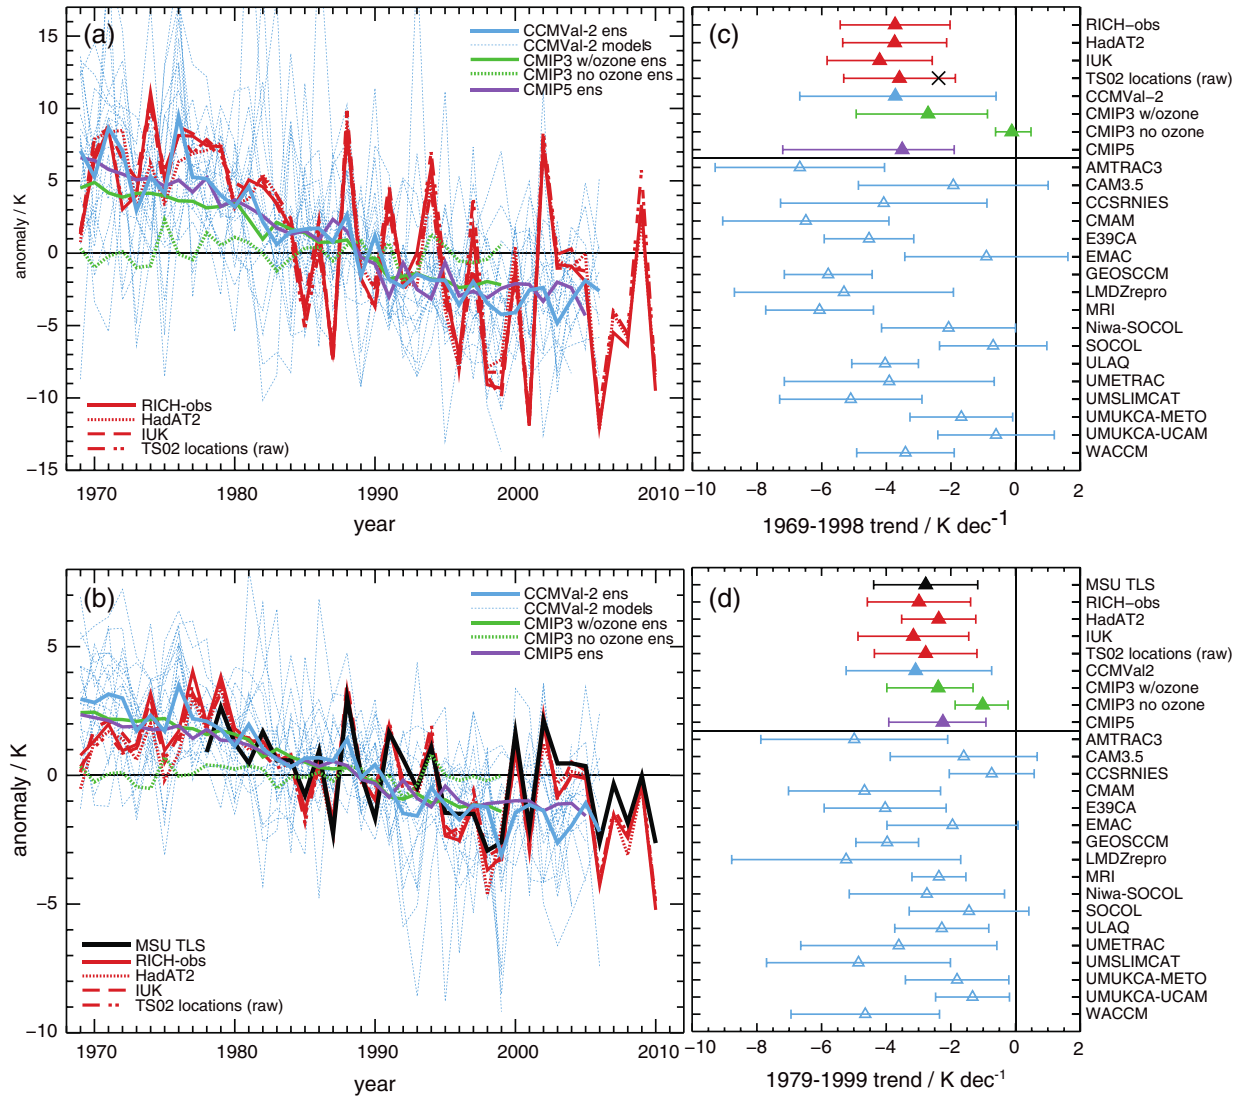 (a)
CCMVal-2 ens
CCMVal-2 models
CMIP3 w/ozone ens
CMIP3 no ozone ens
CMIP5 ens
15
10
5
0
−5
−10
−15
anomaly / K
RICH-obs
HadAT2
IUK
TS02 locations (raw)
1970
1980
1990
2000
2010
year
(c)
RICH−obs
HadAT2
IUK
TS02 locations (raw)
CCMVal−2
CMIP3 w/ozone
CMIP3 no ozone
CMIP5
AMTRAC3
CAM3.5
CCSRNIES
CMAM
E39CA
EMAC
GEOSCCM
LMDZrepro
MRI
Niwa-SOCOL
SOCOL
ULAQ
UMETRAC
UMSLIMCAT
UMUKCA-METO
UMUKCA-UCAM
WACCM
−10
−8
−6
−4
−2
0
2
1969-1998 trend / K dec-1
(b)
CCMVal-2 ens
CCMVal-2 models
CMIP3 w/ozone ens
CMIP3 no ozone ens
CMIP5 ens
5
0
−5
−10
anomaly / K
MSU TLS
RICH-obs
HadAT2
IUK
TS02 locations (raw)
1970
1980
1990
2000
2010
year
(d)
MSU TLS
RICH−obs
HadAT2
IUK
TS02 locations (raw)
CCMVal2
CMIP3 w/ozone
CMIP3 no ozone
CMIP5
AMTRAC3
CAM3.5
CCSRNIES
CMAM
E39CA
EMAC
GEOSCCM
LMDZrepro
MRI
Niwa-SOCOL
SOCOL
ULAQ
UMETRAC
UMSLIMCAT
UMUKCA-METO
UMUKCA-UCAM
WACCM
−10
−8
−6
−4
−2
0
2
1979-1999 trend / K dec-1